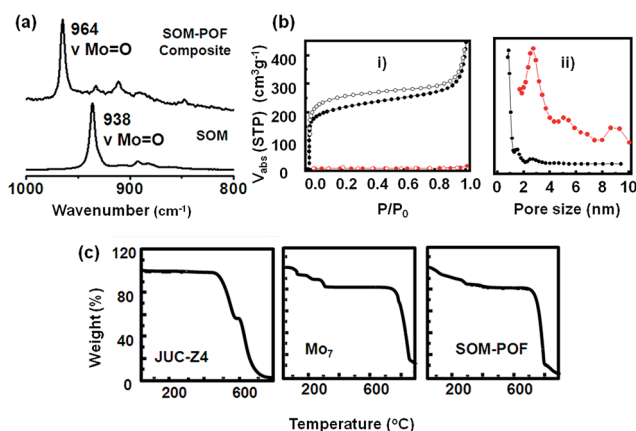 (a)
964
ν Mo=O
SOM-POF
Composite
938
ν Mo=O
SOM
1000 900 800
Wavenumber (cm-1)
(b)
i)
Vabs (STP) (cm3g-1)
400
300
200
100
0
0.0 0.2 0.4 0.6 0.8 1.0
P/P0
ii)
0 2 4 6 8 10
Pore size (nm)
(c)
Weight (%)
120
80
40
0
JUC-Z4
200 600
Mo7
200 600
SOM-POF
200 600
Temperature (oC)